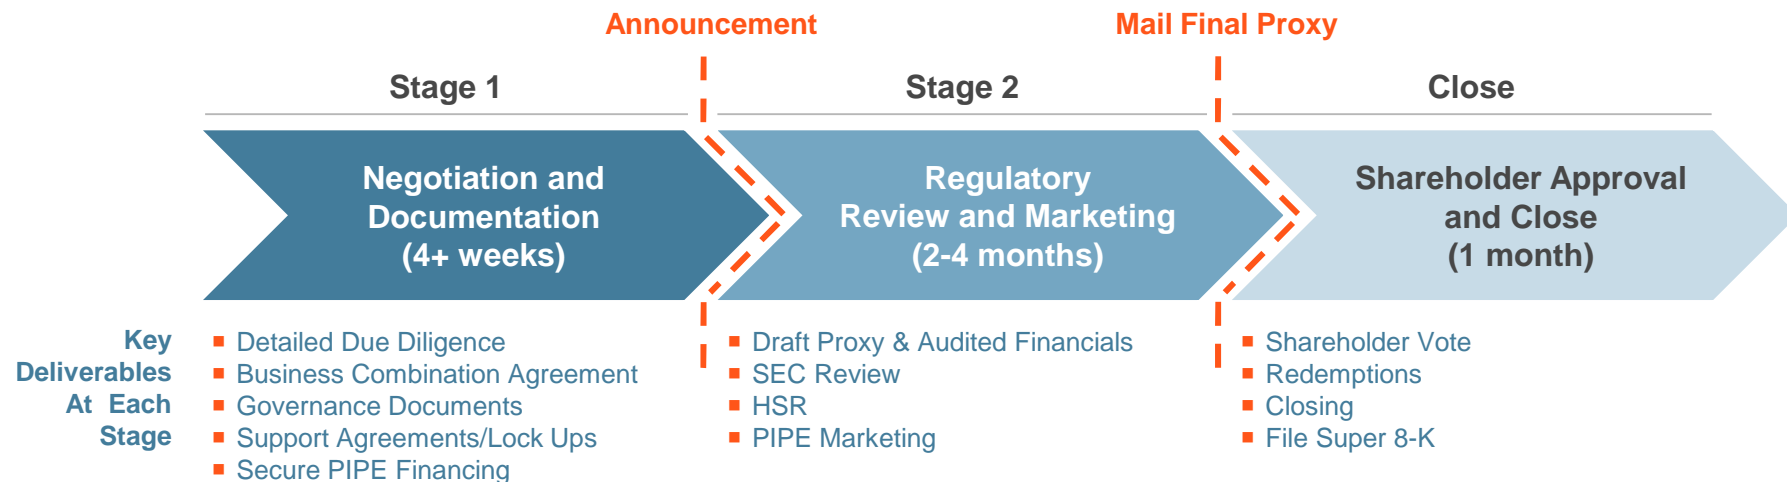 Announcement
Mail Final Proxy
Stage 1
Stage 2
Close
Negotiation and
Documentation
(4+ weeks)
Regulatory
Review and Marketing
(2-4 months)
Shareholder Approval
and Close
(1 month)
Key
Deliverables
At Each
Stage
Detailed Due Diligence
Business Combination Agreement
Governance Documents
Support Agreements/Lock Ups
Secure PIPE Financing
Draft Proxy & Audited Financials
SEC Review
HSR
PIPE Marketing
Shareholder Vote
Redemptions
Closing
File Super 8-K